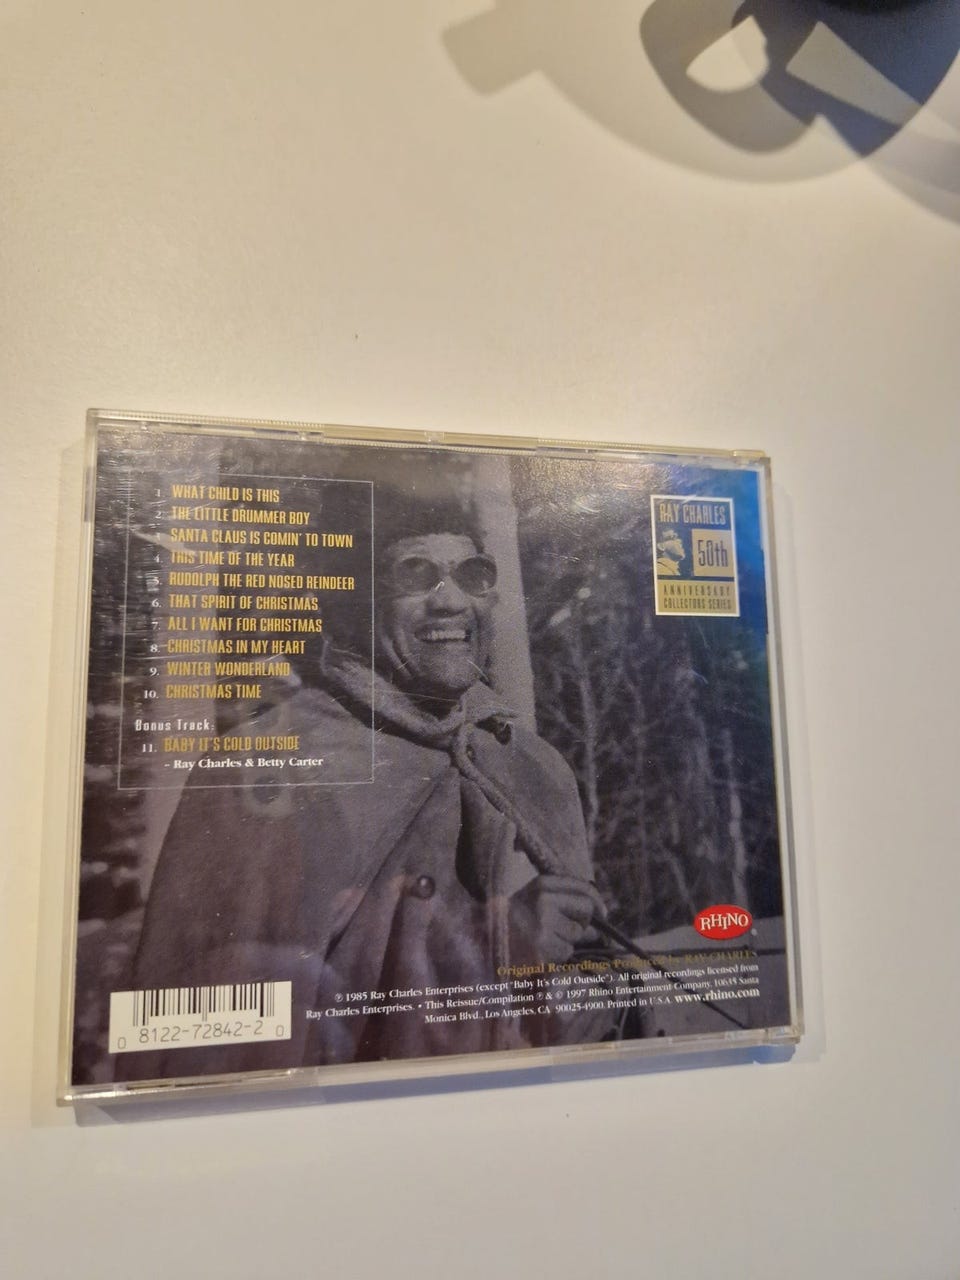 1. WHAT CHILD IS THIS
2. THE LITTLE DRUMMER BOY
3. SANTA CLAUS IS COMIN' TO TOWN
4. THIS TIME OF THE YEAR
5. RUDOLPH THE RED NOSED REINDEER
6. THAT SPIRIT OF CHRISTMAS
7. ALL I WANT FOR CHRISTMAS
8. CHRISTMAS IN MY HEART
9. WINTER WONDERLAND
10. CHRISTMAS TIME
Bonus Track:
11. BABY IT'S COLD OUTSIDE
- Ray Charles & Betty Carter
RAY CHARLES
50th
ANNIVERSARY
COLLECTORS SERIES
RHINO
Original Recordings Produced by RAY CHARLES
℗ 1985 Ray Charles Enterprises (except "Baby It's Cold Outside"). All original recordings licensed from
Ray Charles Enterprises. • This Reissue/Compilation ℗ & © 1997 Rhino Entertainment Company, 10635 Santa
Monica Blvd., Los Angeles, CA 90025-4900. Printed in U.S.A. www.rhino.com
0 8122-72842-2 0